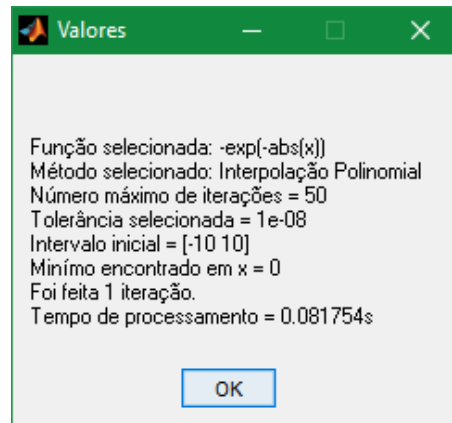 Valores
Função selecionada: -exp(-abs(x))
Método selecionado: Interpolação Polinomial
Número máximo de iterações = 50
Tolerância selecionada = 1e-08
Intervalo inicial = [-10 10]
Minímo encontrado em x = 0
Foi feita 1 iteração.
Tempo de processamento = 0.081754s
OK